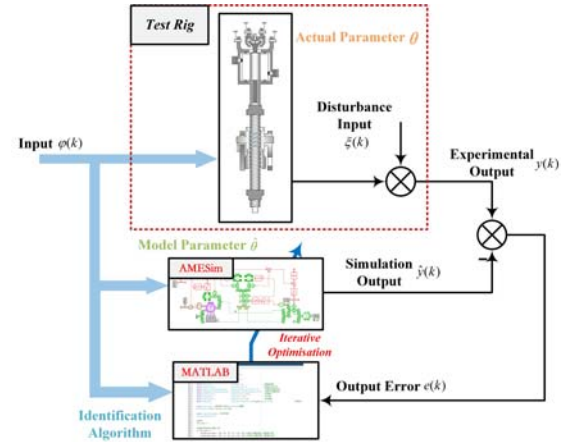 Test Rig
Actual Parameter θ
Disturbance
Input
ξ(k)
Input φ(k)
Experimental
Output
y(k)
Model Parameter θ̂
AMESim
Simulation
Output
ŷ(k)
Iterative
Optimisation
MATLAB
Output Error e(k)
Identification
Algorithm